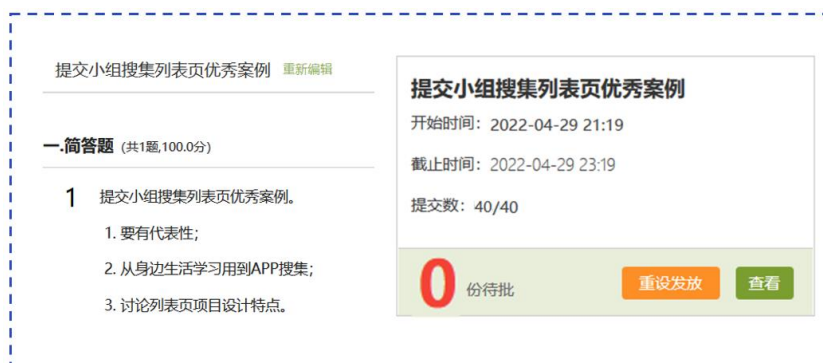 提交小组搜集列表页优秀案例 重新编辑
一.简答题 (共1题,100.0分)
1 提交小组搜集列表页优秀案例。
1. 要有代表性;
2. 从身边生活学习用到APP搜集;
3. 讨论列表页项目设计特点。
提交小组搜集列表页优秀案例
开始时间: 2022-04-29 21:19
截止时间: 2022-04-29 23:19
提交数: 40/40
0 份待批 重设发放 查看